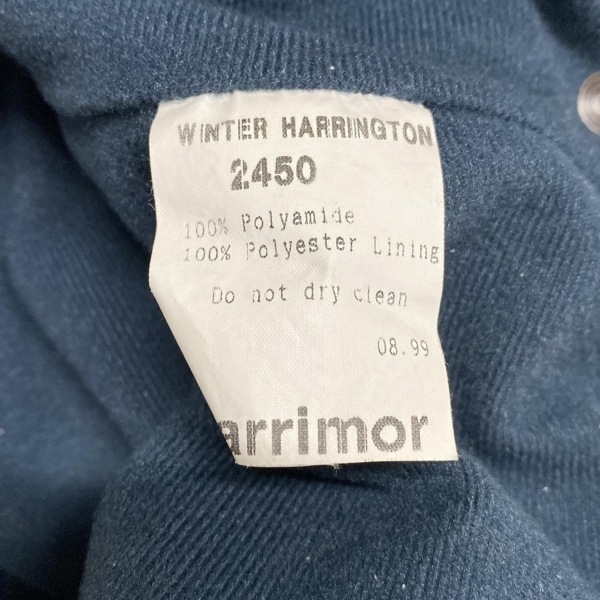 WINTER HARRINGTON
2450
100% Polyamide
100% Polyester Lining
Do not dry clean
08.99
arrimor